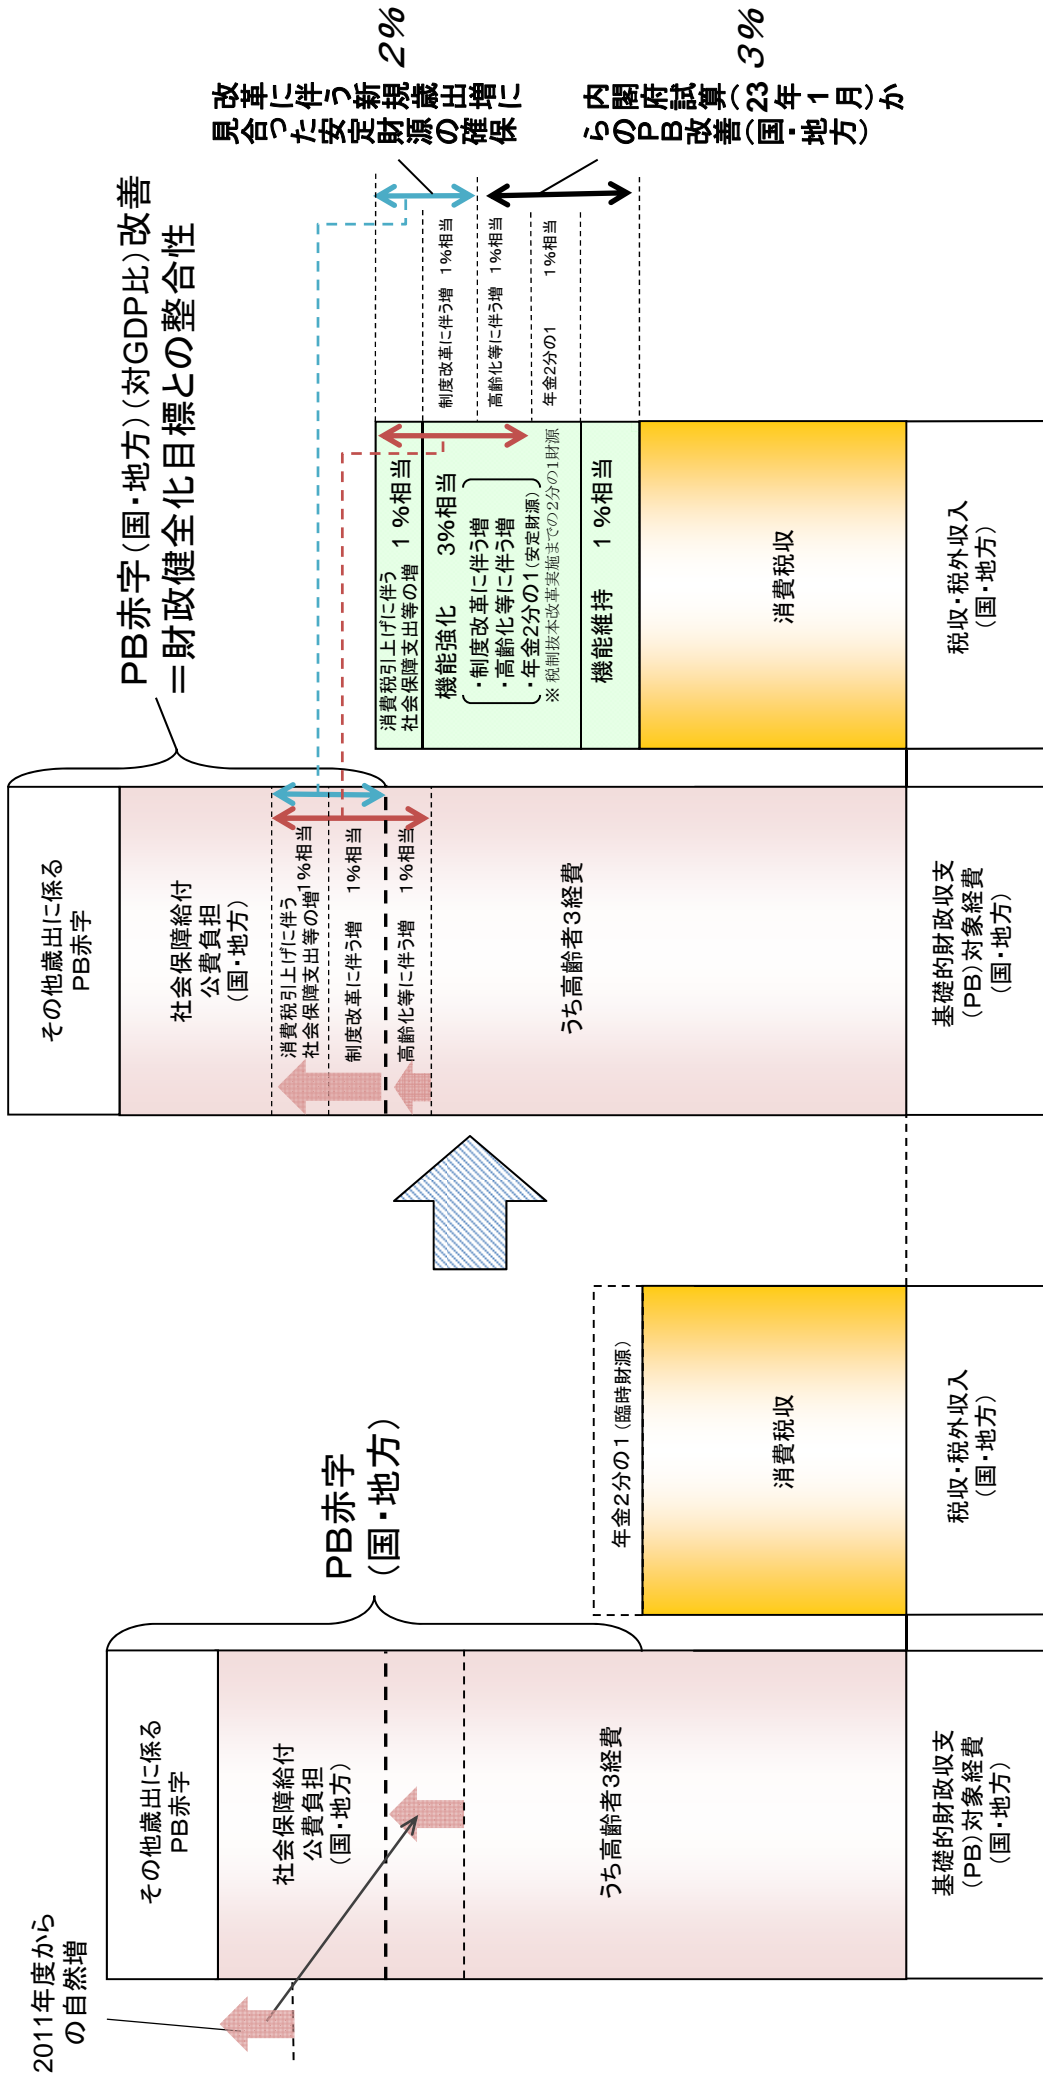 2011年度から
の自然増
その他歳出に係る
PB赤字
社会保障給付
公費負担
(国・地方)
うち高齢者3経費
基礎的財政収支
(PB)対象経費
(国・地方)
PB赤字
(国・地方)
年金2分の1(臨時財源)
消費税収
税収・税外収入
(国・地方)
その他歳出に係る
PB赤字
社会保障給付
公費負担
(国・地方)
消費税引上げに伴う
社会保障支出等の増
1%相当
制度改革に伴う増 1%相当
高齢化等に伴う増 1%相当
うち高齢者3経費
基礎的財政収支
(PB)対象経費
(国・地方)
PB赤字(国・地方)(対GDP比)改善
=財政健全化目標との整合性
消費税引上げに伴う
社会保障支出等の増 1%相当
機能強化 3%相当
・制度改革に伴う増
・高齢化等に伴う増
・年金2分の1(安定財源)
※ 税制抜本改革実施までの2分の1財源
機能維持 1%相当
消費税収
税収・税外収入
(国・地方)
制度改革に伴う増 1%相当
高齢化等に伴う増 1%相当
年金2分の1 1%相当
改革に伴う新規歳出増に
見合った安定財源の確保
2%
内閣府試算(23年1月)か
らのPB改善(国・地方)
3%